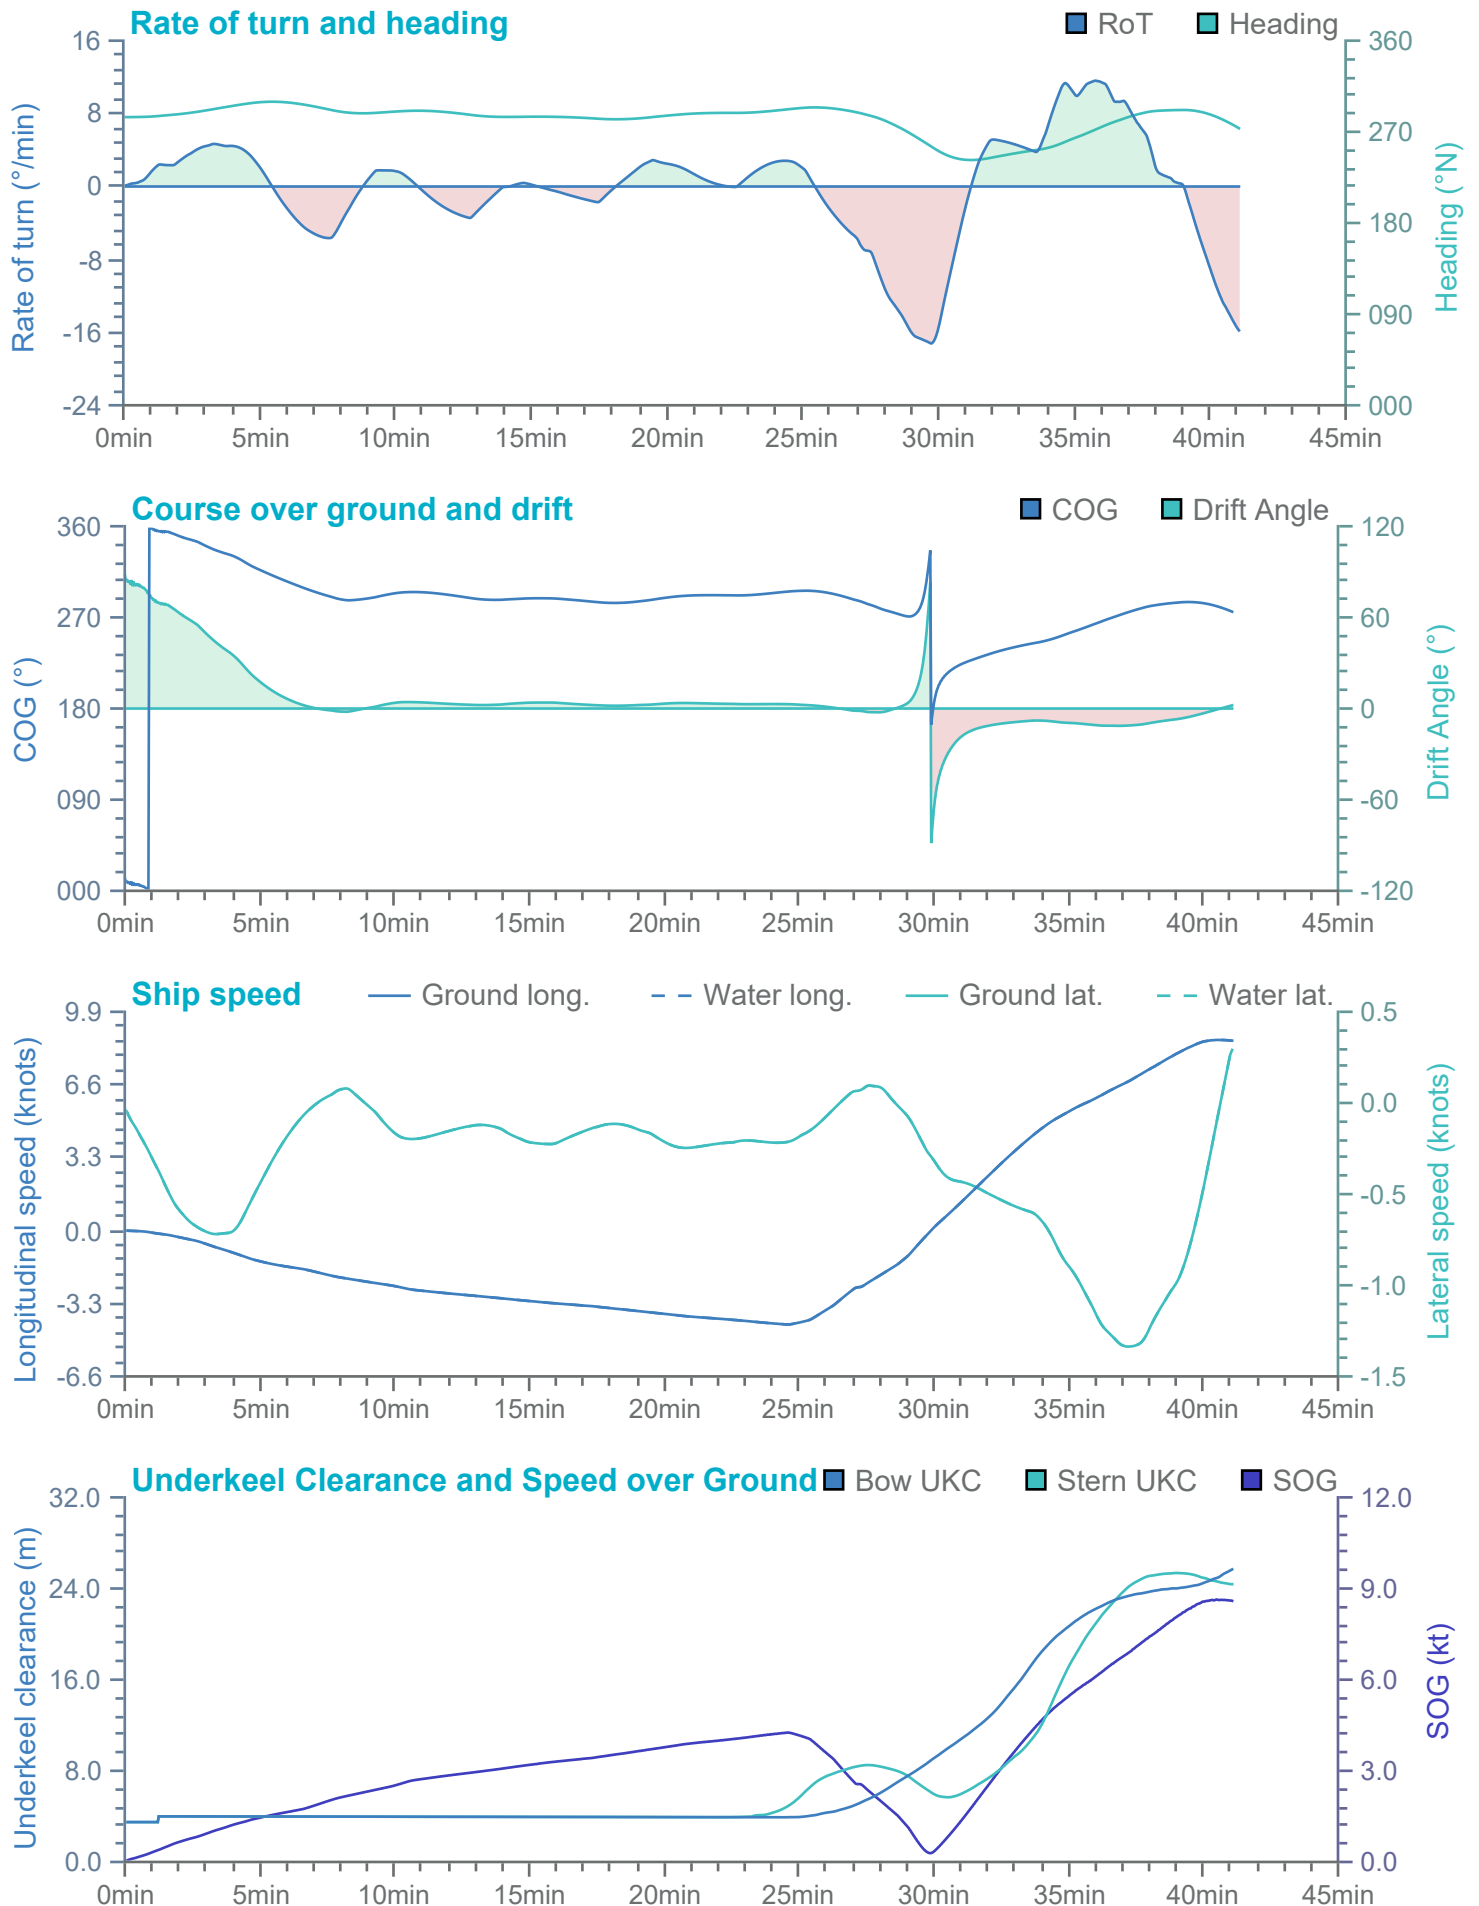 Rate of turn and heading
RoT Heading
16
8
0
-8
-16
-24
Rate of turn (°/min)
360
270
180
090
000
Heading (°N)
0min 5min 10min 15min 20min 25min 30min 35min 40min 45min
Course over ground and drift
COG Drift Angle
360
270
180
090
000
COG (°)
120
60
0
-60
-120
Drift Angle (°)
0min 5min 10min 15min 20min 25min 30min 35min 40min 45min
Ship speed
Ground long. Water long. Ground lat. Water lat.
9.9
6.6
3.3
0.0
-3.3
-6.6
Longitudinal speed (knots)
0.5
0.0
-0.5
-1.0
-1.5
Lateral speed (knots)
0min 5min 10min 15min 20min 25min 30min 35min 40min 45min
Underkeel Clearance and Speed over Ground
Bow UKC Stern UKC SOG
32.0
24.0
16.0
8.0
0.0
Underkeel clearance (m)
12.0
9.0
6.0
3.0
0.0
SOG (kt)
0min 5min 10min 15min 20min 25min 30min 35min 40min 45min